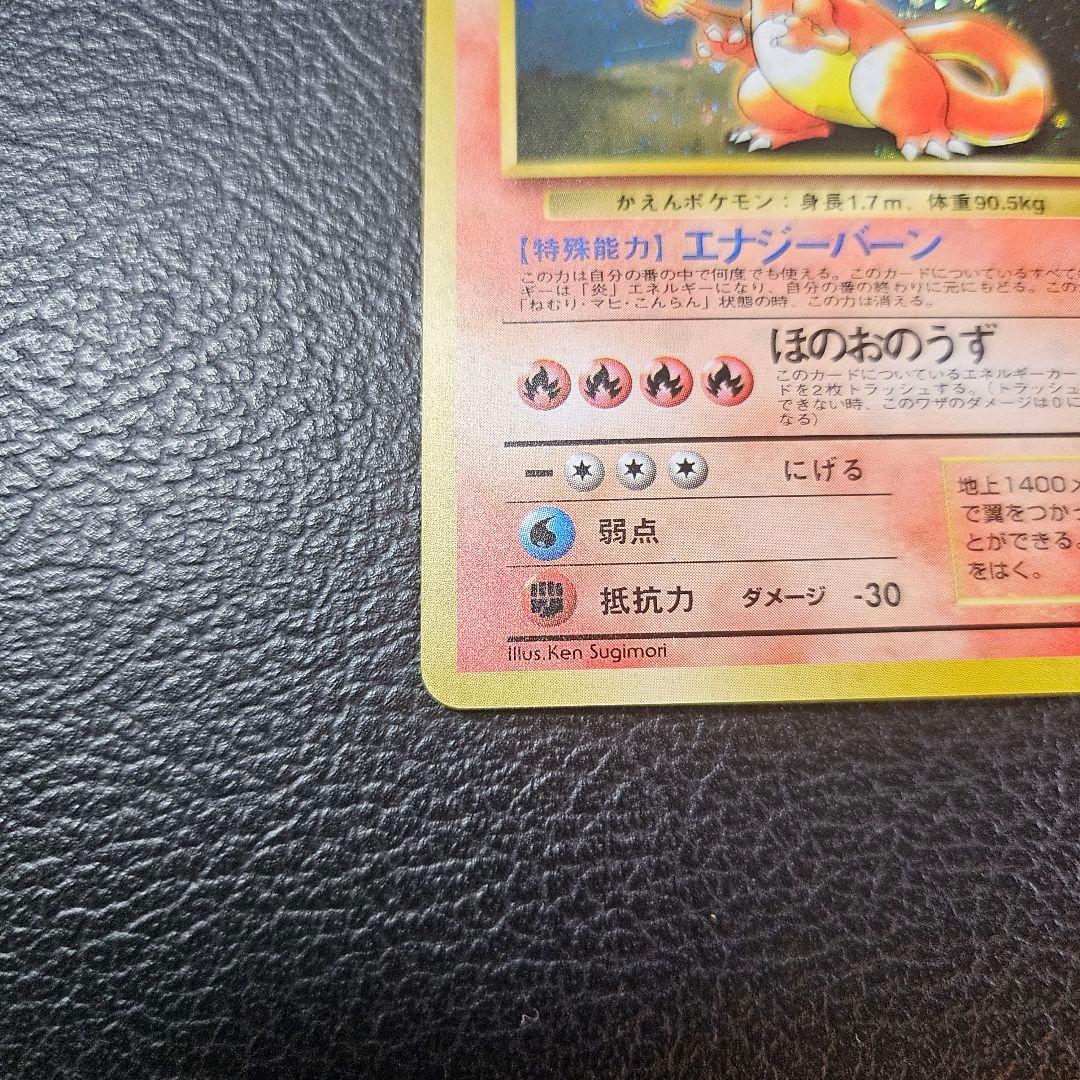 かえんポケモン：身長1.7m、体重90.5kg
【特殊能力】エナジーバーン
この力は自分の番の中で何度でも使える。このカードについているすべて
ギーは「炎」エネルギーになり、自分の番の終わりに元にもどる。この
「ねむり・マヒ・こんらん」状態の時、この力は消える。
ほのおのうず
このカードについているエネルギーカー
ドを2枚トラッシュする。（トラッシュ
できない時、このワザのダメージは0に
なる）
にげる
弱点
抵抗力 ダメージ -30
地上1400×
で翼をつかっ
とができる。
をはく。
illus.Ken Sugimori